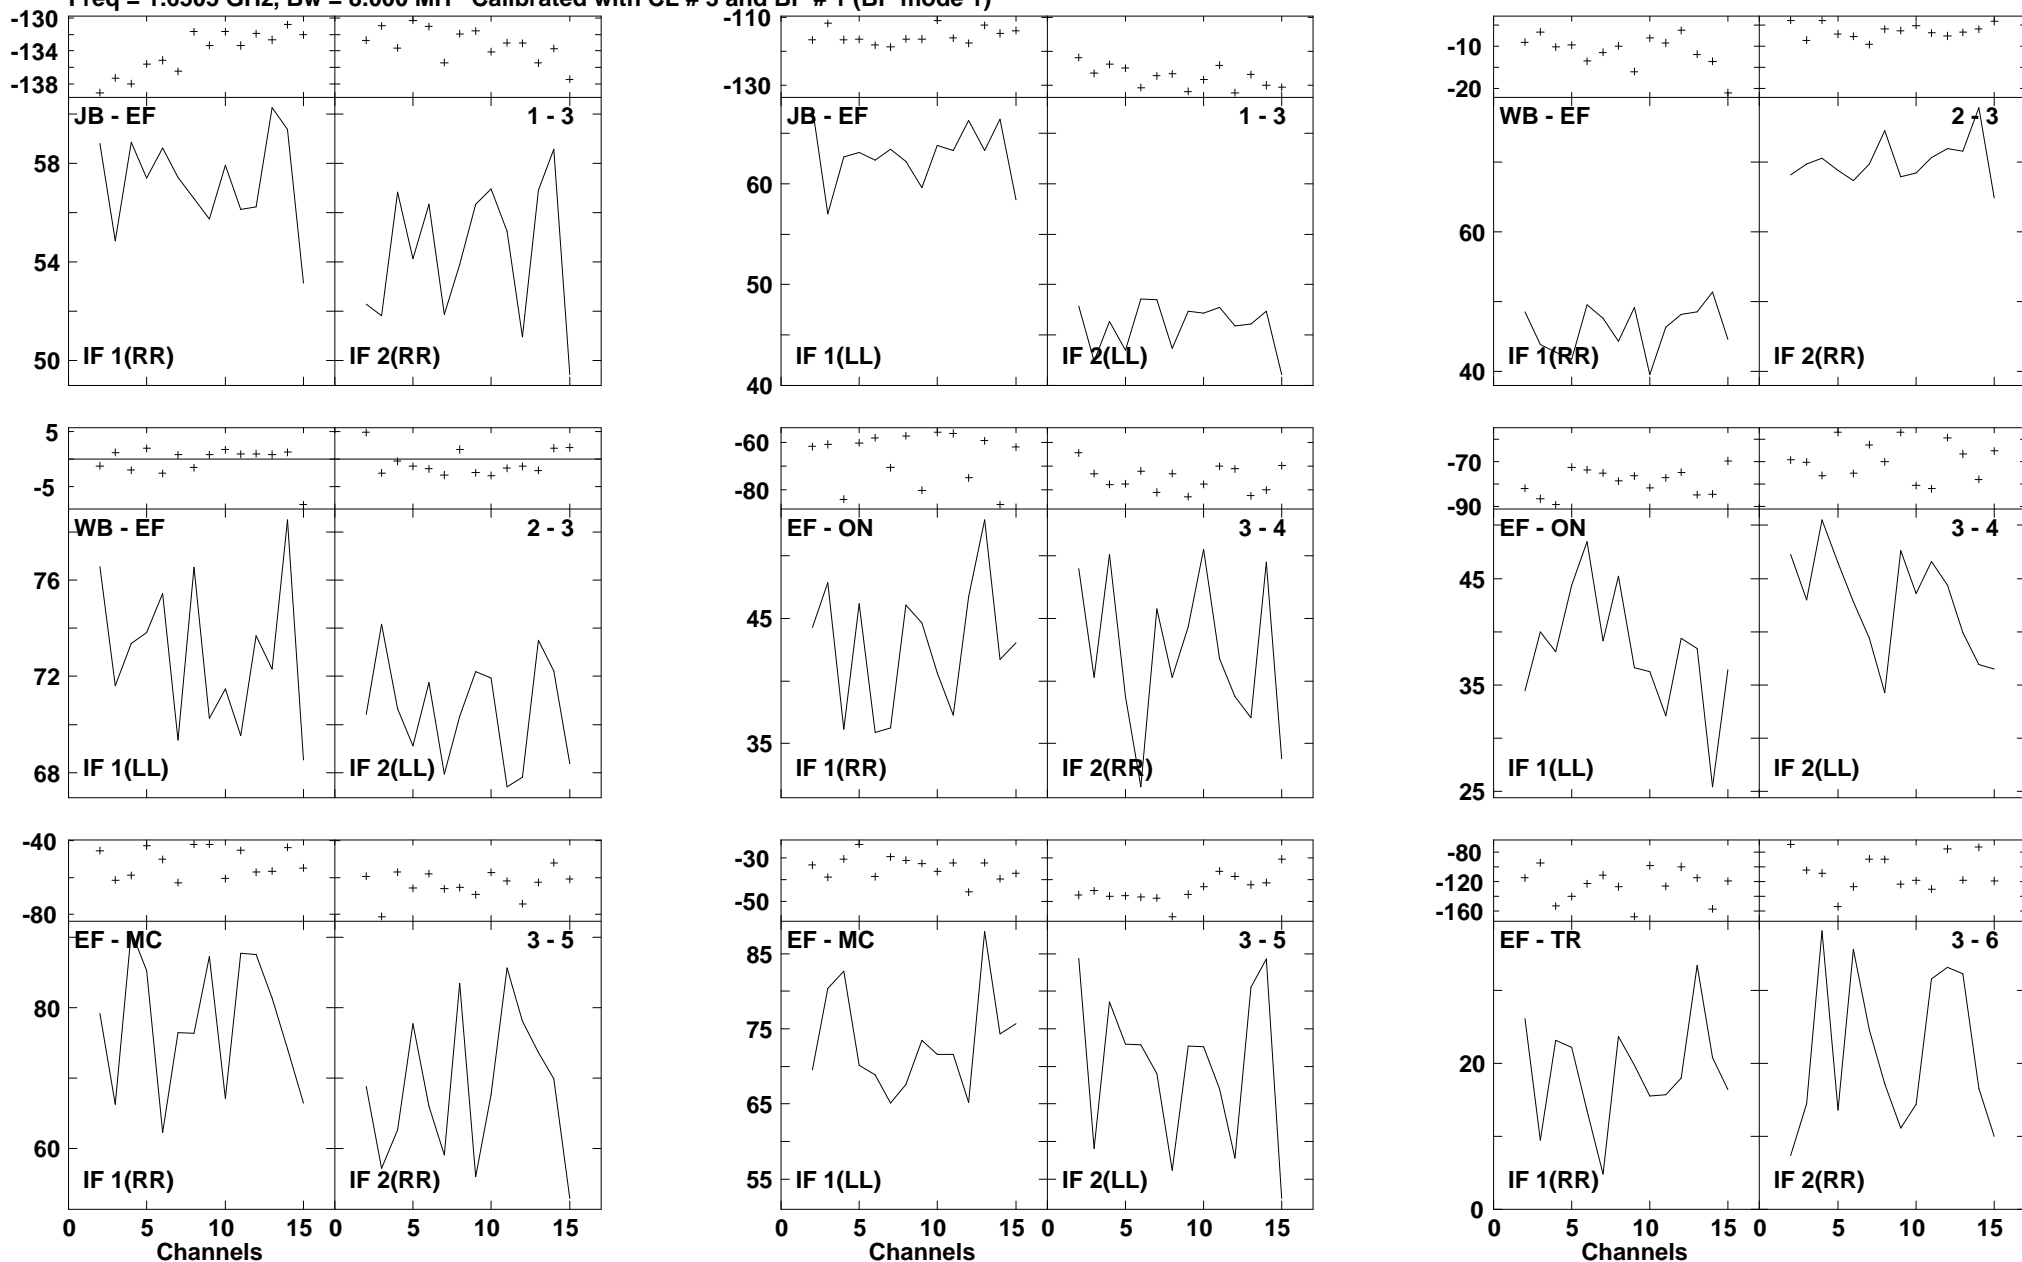 Freq = 1.6505 GHz, Bw = 8.000 MH Calibrated with CL # 3 and BP # 1 (BP mode 1)
-130 -134 -138
-110 -130
-10 -20
JB - EF 1 - 3
JB - EF 1 - 3
WB - EF 2 - 3
58 54 50
60 50 40
60 40
IF 1(RR) IF 2(RR)
IF 1(LL) IF 2(LL)
IF 1(RR) IF 2(RR)
5 -5
-60 -80
-70 -90
WB - EF 2 - 3
EF - ON 3 - 4
EF - ON 3 - 4
76 72 68
45 35
45 35 25
IF 1(LL) IF 2(LL)
IF 1(RR) IF 2(RR)
IF 1(LL) IF 2(LL)
-40 -80
-30 -50
-80 -120 -160
EF - MC 3 - 5
EF - MC 3 - 5
EF - TR 3 - 6
80 60
85 75 65 55
20 0
IF 1(RR) IF 2(RR)
IF 1(LL) IF 2(LL)
IF 1(RR) IF 2(RR)
0 5 10 15 0 5 10 15
0 5 10 15 0 5 10 15
0 5 10 15 0 5 10 15
Channels
Channels
Channels